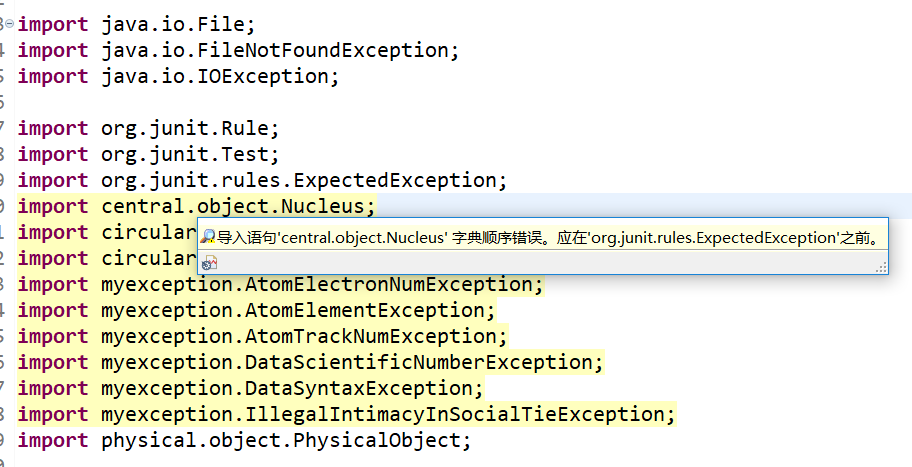 import java.io.File;
import java.io.FileNotFoundException;
import java.io.IOException;
import org.junit.Rule;
import org.junit.Test;
import org.junit.rules.ExpectedException;
import central.object.Nucleus;
import circular
导入语句'central.object.Nucleus' 字典顺序错误。应在'org.junit.rules.ExpectedException'之前。
import circular
import myexception.AtomElectronNumException;
import myexception.AtomElementException;
import myexception.AtomTrackNumException;
import myexception.DataScientificNumberException;
import myexception.DataSyntaxException;
import myexception.IllegalIntimacyInSocialTieException;
import physical.object.PhysicalObject;